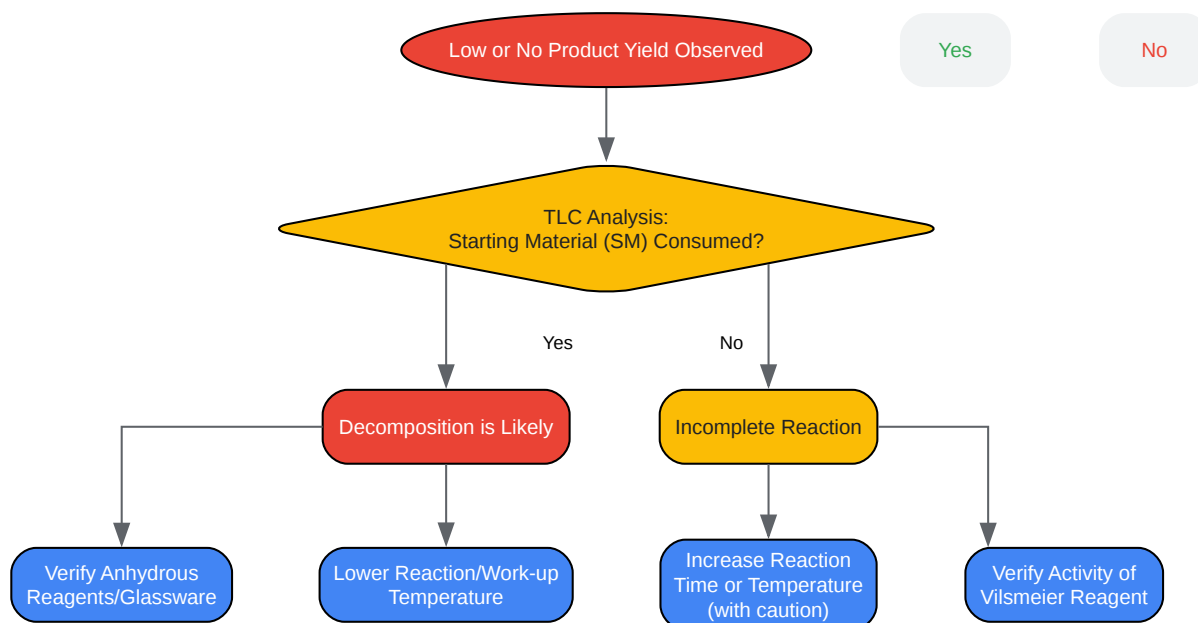 Low or No Product Yield Observed
Yes
No
TLC Analysis:
Starting Material (SM) Consumed?
Yes
No
Decomposition is Likely
Incomplete Reaction
Verify Anhydrous
Reagents/Glassware
Lower Reaction/Work-up
Temperature
Increase Reaction
Time or Temperature
(with caution)
Verify Activity of
Vilsmeier Reagent